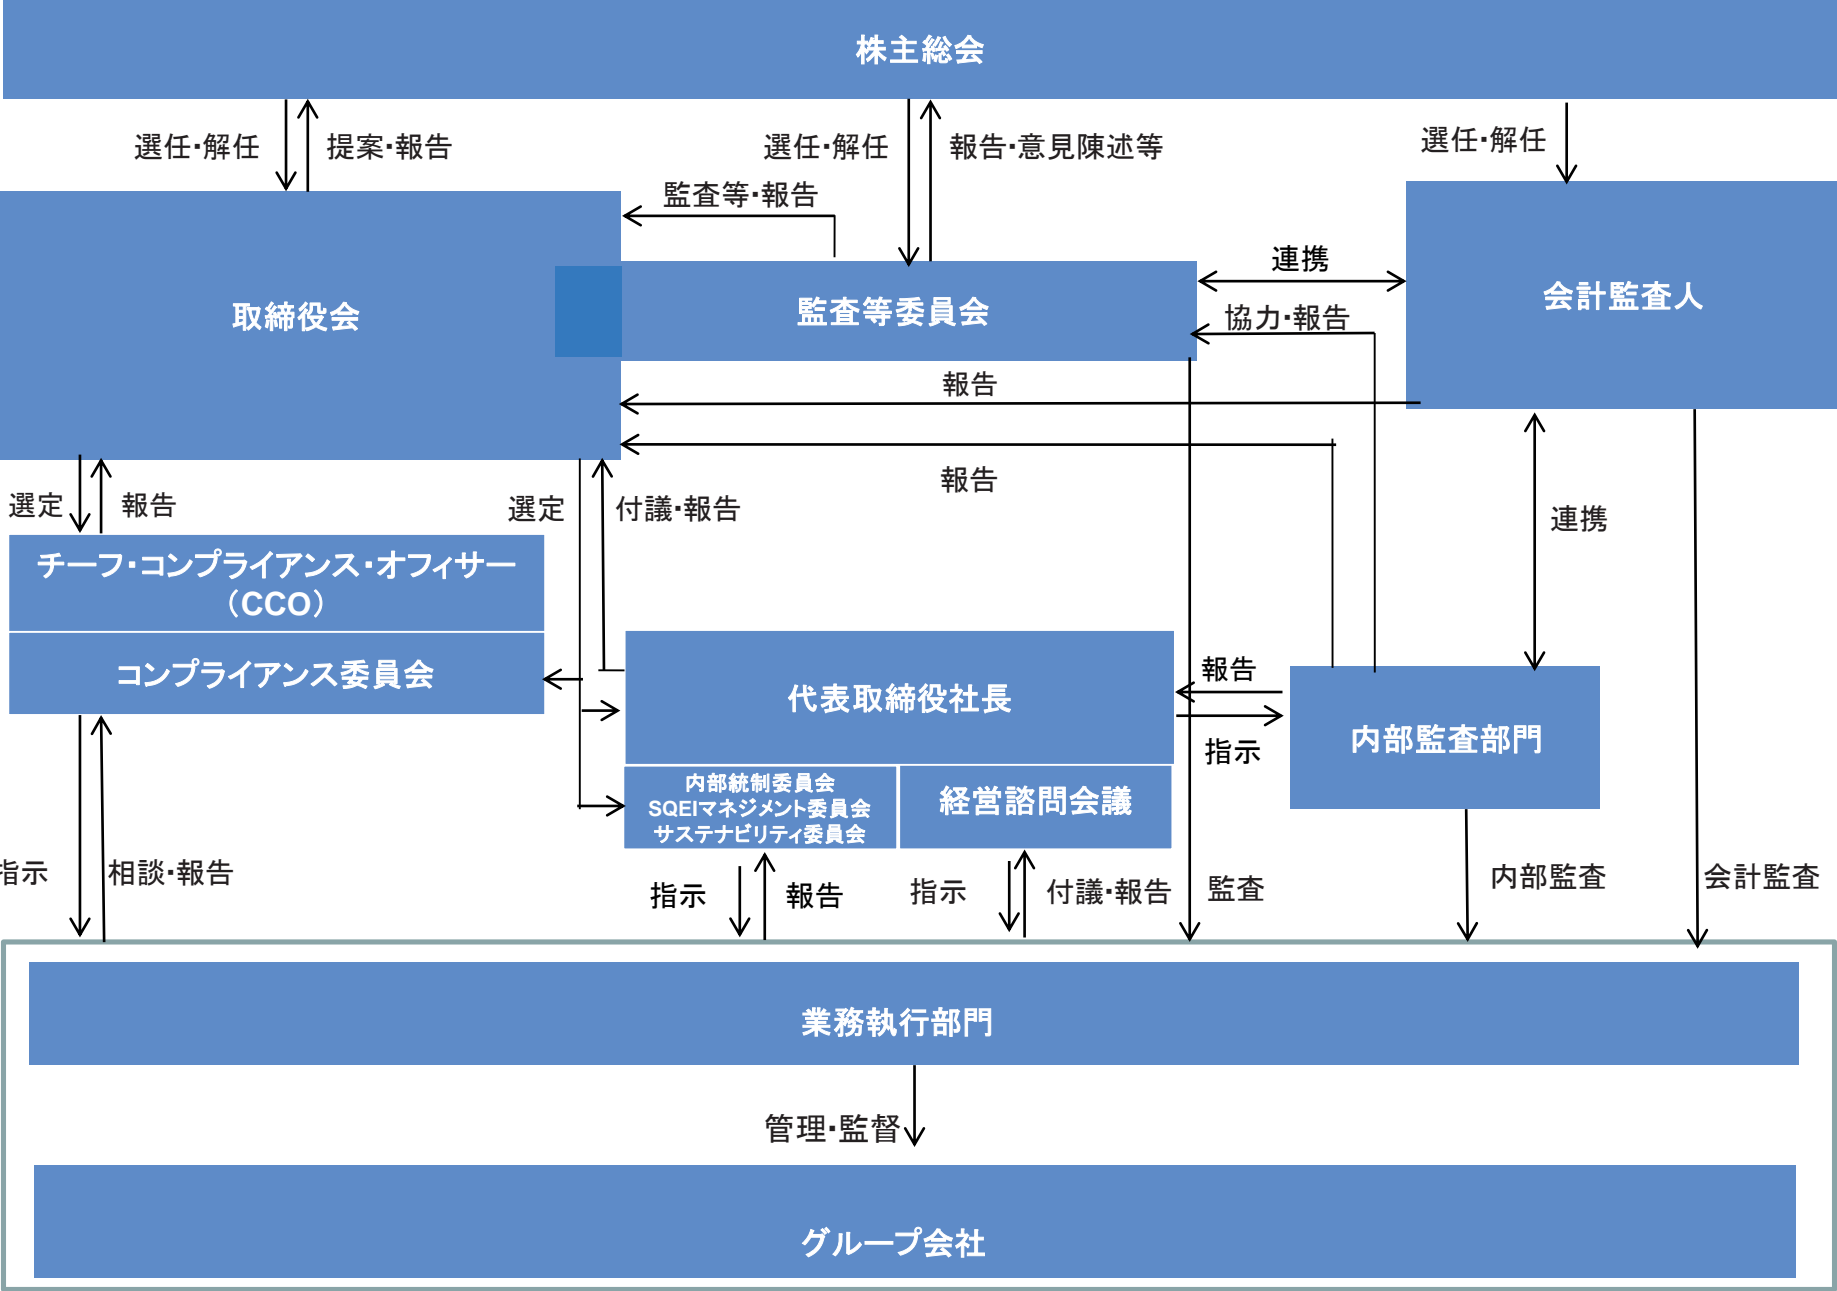 株主総会
選任・解任
提案・報告
選任・解任
報告・意見陳述等
選任・解任
監査等・報告
取締役会
監査等委員会
連携
協力・報告
会計監査人
報告
報告
選定
報告
選定
付議・報告
連携
チーフ・コンプライアンス・オフィサー
（CCO）
コンプライアンス委員会
代表取締役社長
報告
指示
内部監査部門
内部統制委員会
SQEIマネジメント委員会
サステナビリティ委員会
経営諮問会議
指示
相談・報告
指示
報告
指示
付議・報告
監査
内部監査
会計監査
業務執行部門
管理・監督
グループ会社